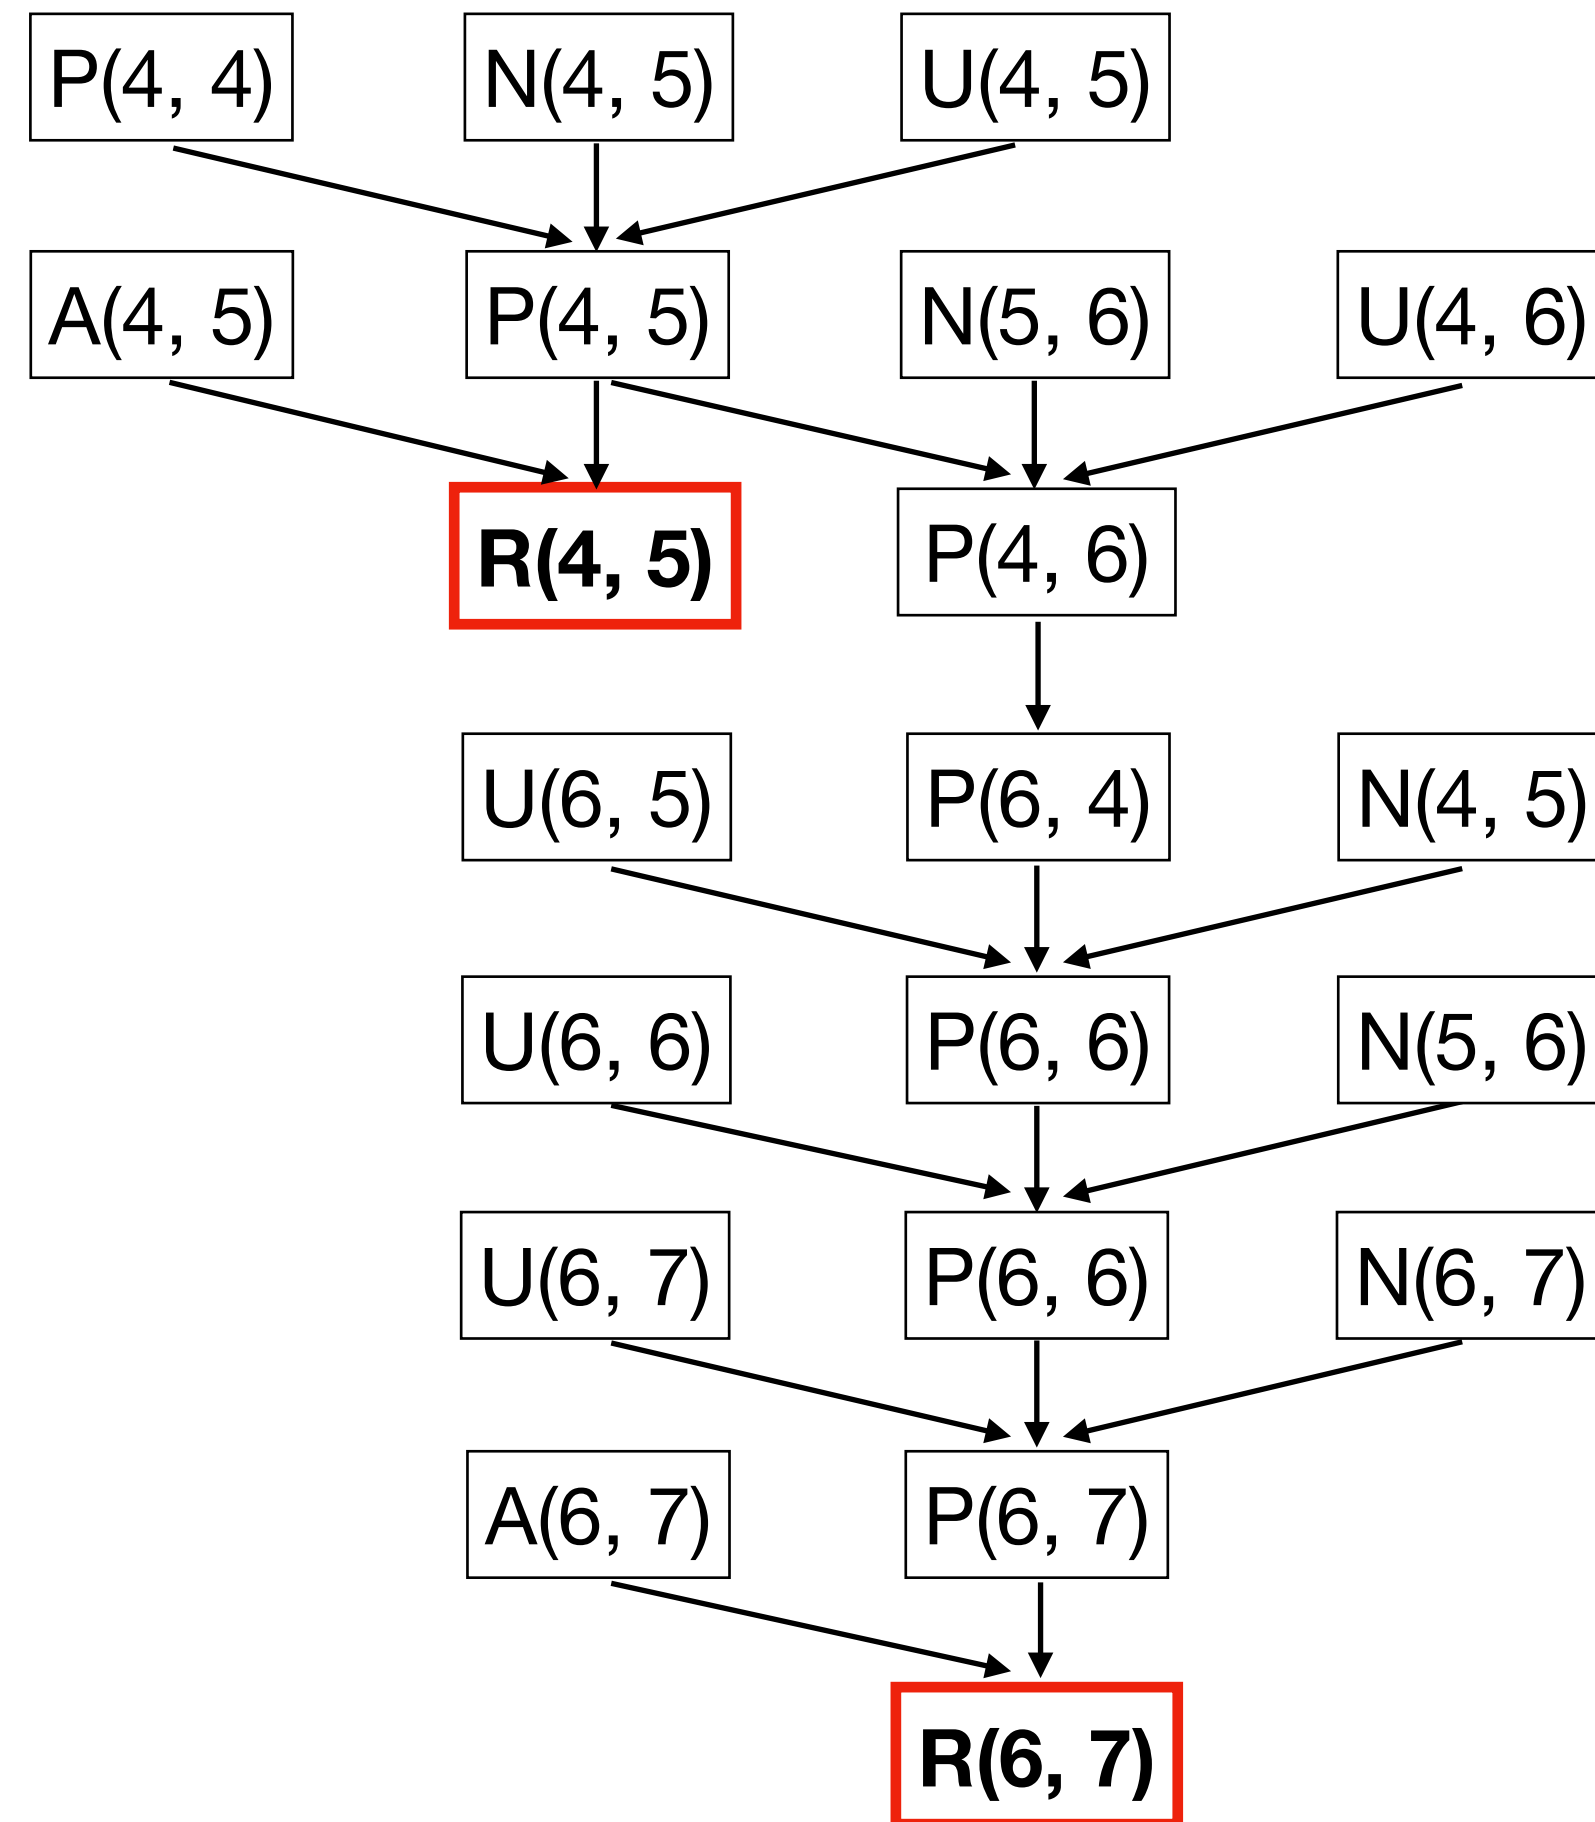 P(4, 4) N(4, 5) U(4, 5)
A(4, 5) P(4, 5) N(5, 6) U(4, 6)
R(4, 5) P(4, 6)
U(6, 5) P(6, 4) N(4, 5)
U(6, 6) P(6, 6) N(5, 6)
U(6, 7) P(6, 6) N(6, 7)
A(6, 7) P(6, 7)
R(6, 7)